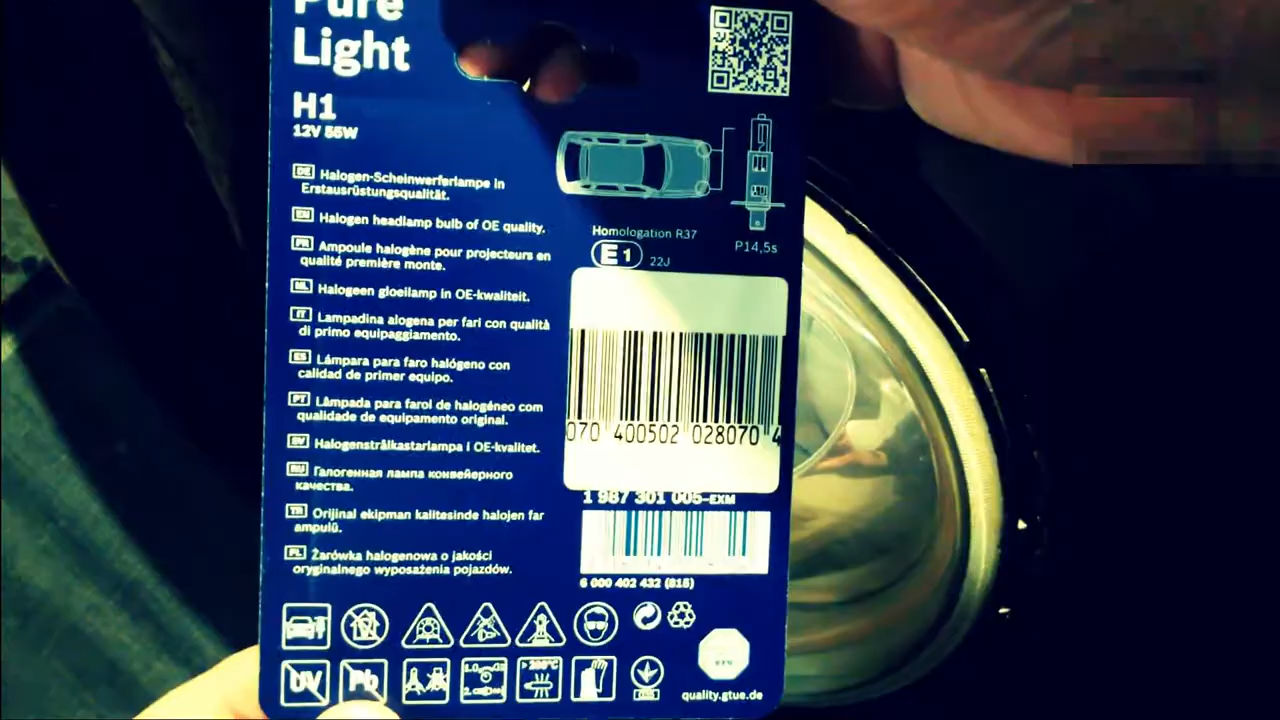 Pure
Light
H1
12V 55W
DE Halogen-Scheinwerferlampe in
Erstausrüstungsqualität.
EN Halogen headlamp bulb of OE quality.
FR Ampoule halogène pour projecteurs en
qualité première monte.
NL Halogeen gloeilamp in OE-kwaliteit.
IT Lampadina alogena per fari con qualità
di primo equipaggiamento.
ES Lámpara para faro halógeno con
calidad de primer equipo.
PT Lâmpada para farol de halogéneo com
qualidade de equipamento original.
SV Halogenstrålkastarlampa i OE-kvalitet.
RU Галогенная лампа конвейерного
качества.
TR Orijinal ekipman kalitesinde halojen far
ampulü.
PL Żarówka halogenowa o jakości
oryginalnego wyposażenia pojazdów.
UV
Pb
Homologation R37
E1 22J
P14,5s
070 400502 028070 4
1 987 301 005-EXM
6 000 402 432 (815)
quality.gtue.de